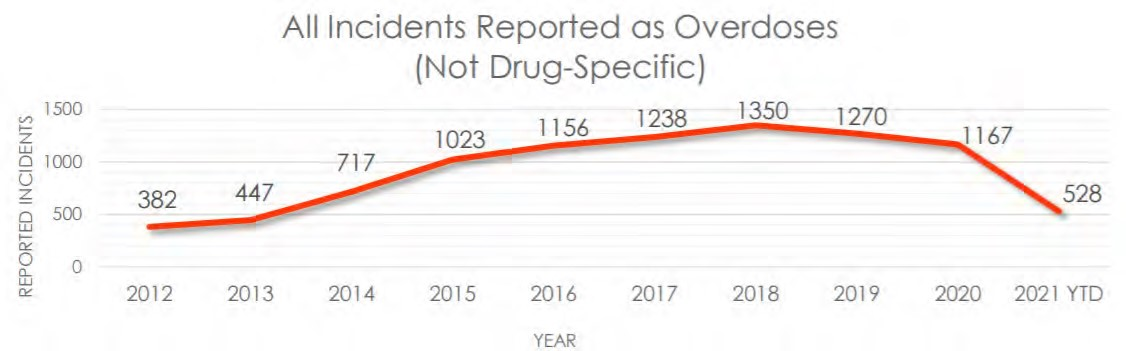 All Incidents Reported as Overdoses
(Not Drug-Specific)
REPORTED INCIDENTS
1500
1000
500
0
382
447
717
1023
1156
1238
1350
1270
1167
528
2012 2013 2014 2015 2016 2017 2018 2019 2020 2021 YTD
YEAR